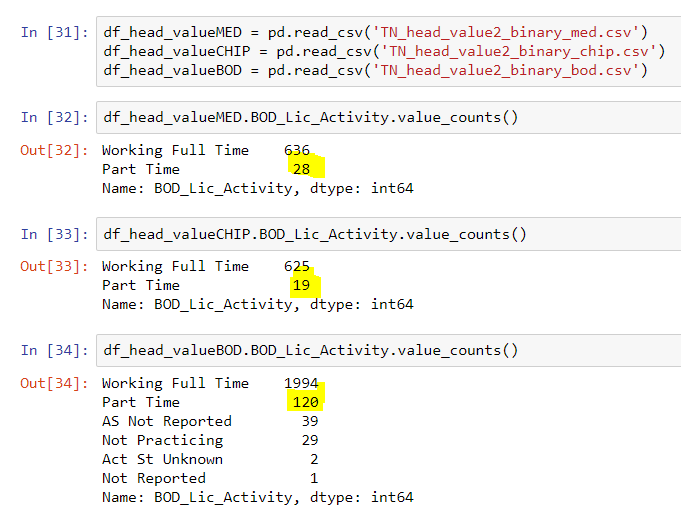 In [31]: df_head_valueMED = pd.read_csv('TN_head_value2_binary_med.csv')
df_head_valueCHIP = pd.read_csv('TN_head_value2_binary_chip.csv')
df_head_valueBOD = pd.read_csv('TN_head_value2_binary_bod.csv')
In [32]: df_head_valueMED.BOD_Lic_Activity.value_counts()
Out[32]: Working Full Time    636
Part Time    28
Name: BOD_Lic_Activity, dtype: int64
In [33]: df_head_valueCHIP.BOD_Lic_Activity.value_counts()
Out[33]: Working Full Time    625
Part Time    19
Name: BOD_Lic_Activity, dtype: int64
In [34]: df_head_valueBOD.BOD_Lic_Activity.value_counts()
Out[34]: Working Full Time    1994
Part Time    120
AS Not Reported    39
Not Practicing    29
Act St Unknown    2
Not Reported    1
Name: BOD_Lic_Activity, dtype: int64